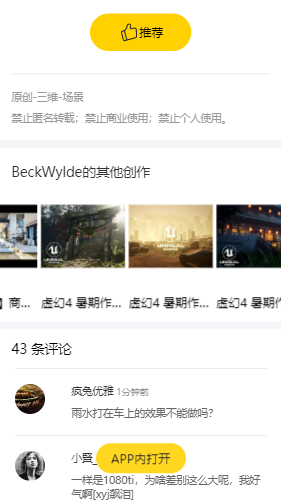 推荐
原创-三维-场景
禁止匿名转载；禁止商业使用；禁止个人使用。
BeckWylde的其他创作
】商... 虚幻4 暑期作... 虚幻4 暑期作... 虚幻4 暑期作
43 条评论
疯兔优雅 1分钟前
雨水打在车上的效果不能做吗?
小賢_
APP内打开
一样是1080ti，为啥差别这么大呢，我好
气啊[xyj飙泪]